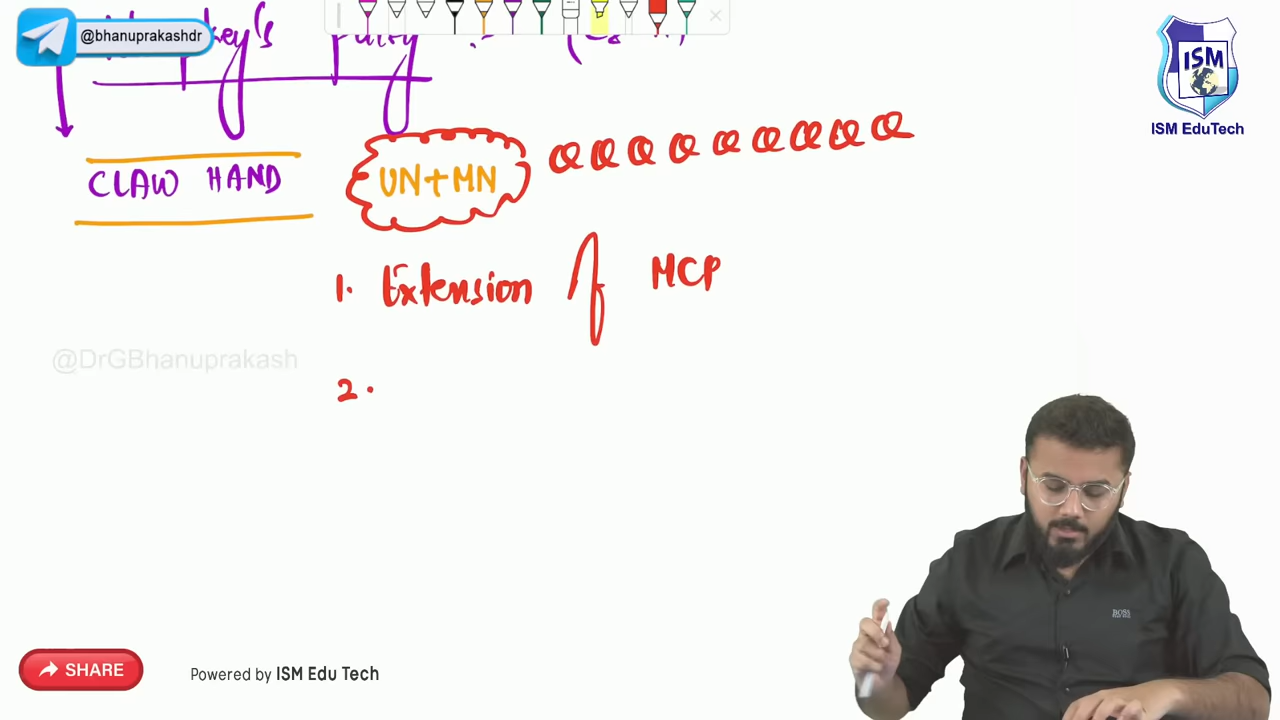 @bhanuprakashdr
ISM
ISM EduTech
CLAW HAND
UN+MN
1. Extension of MCP
@DrGBhanuprakash
2.
BOSS
SHARE
Powered by ISM Edu Tech